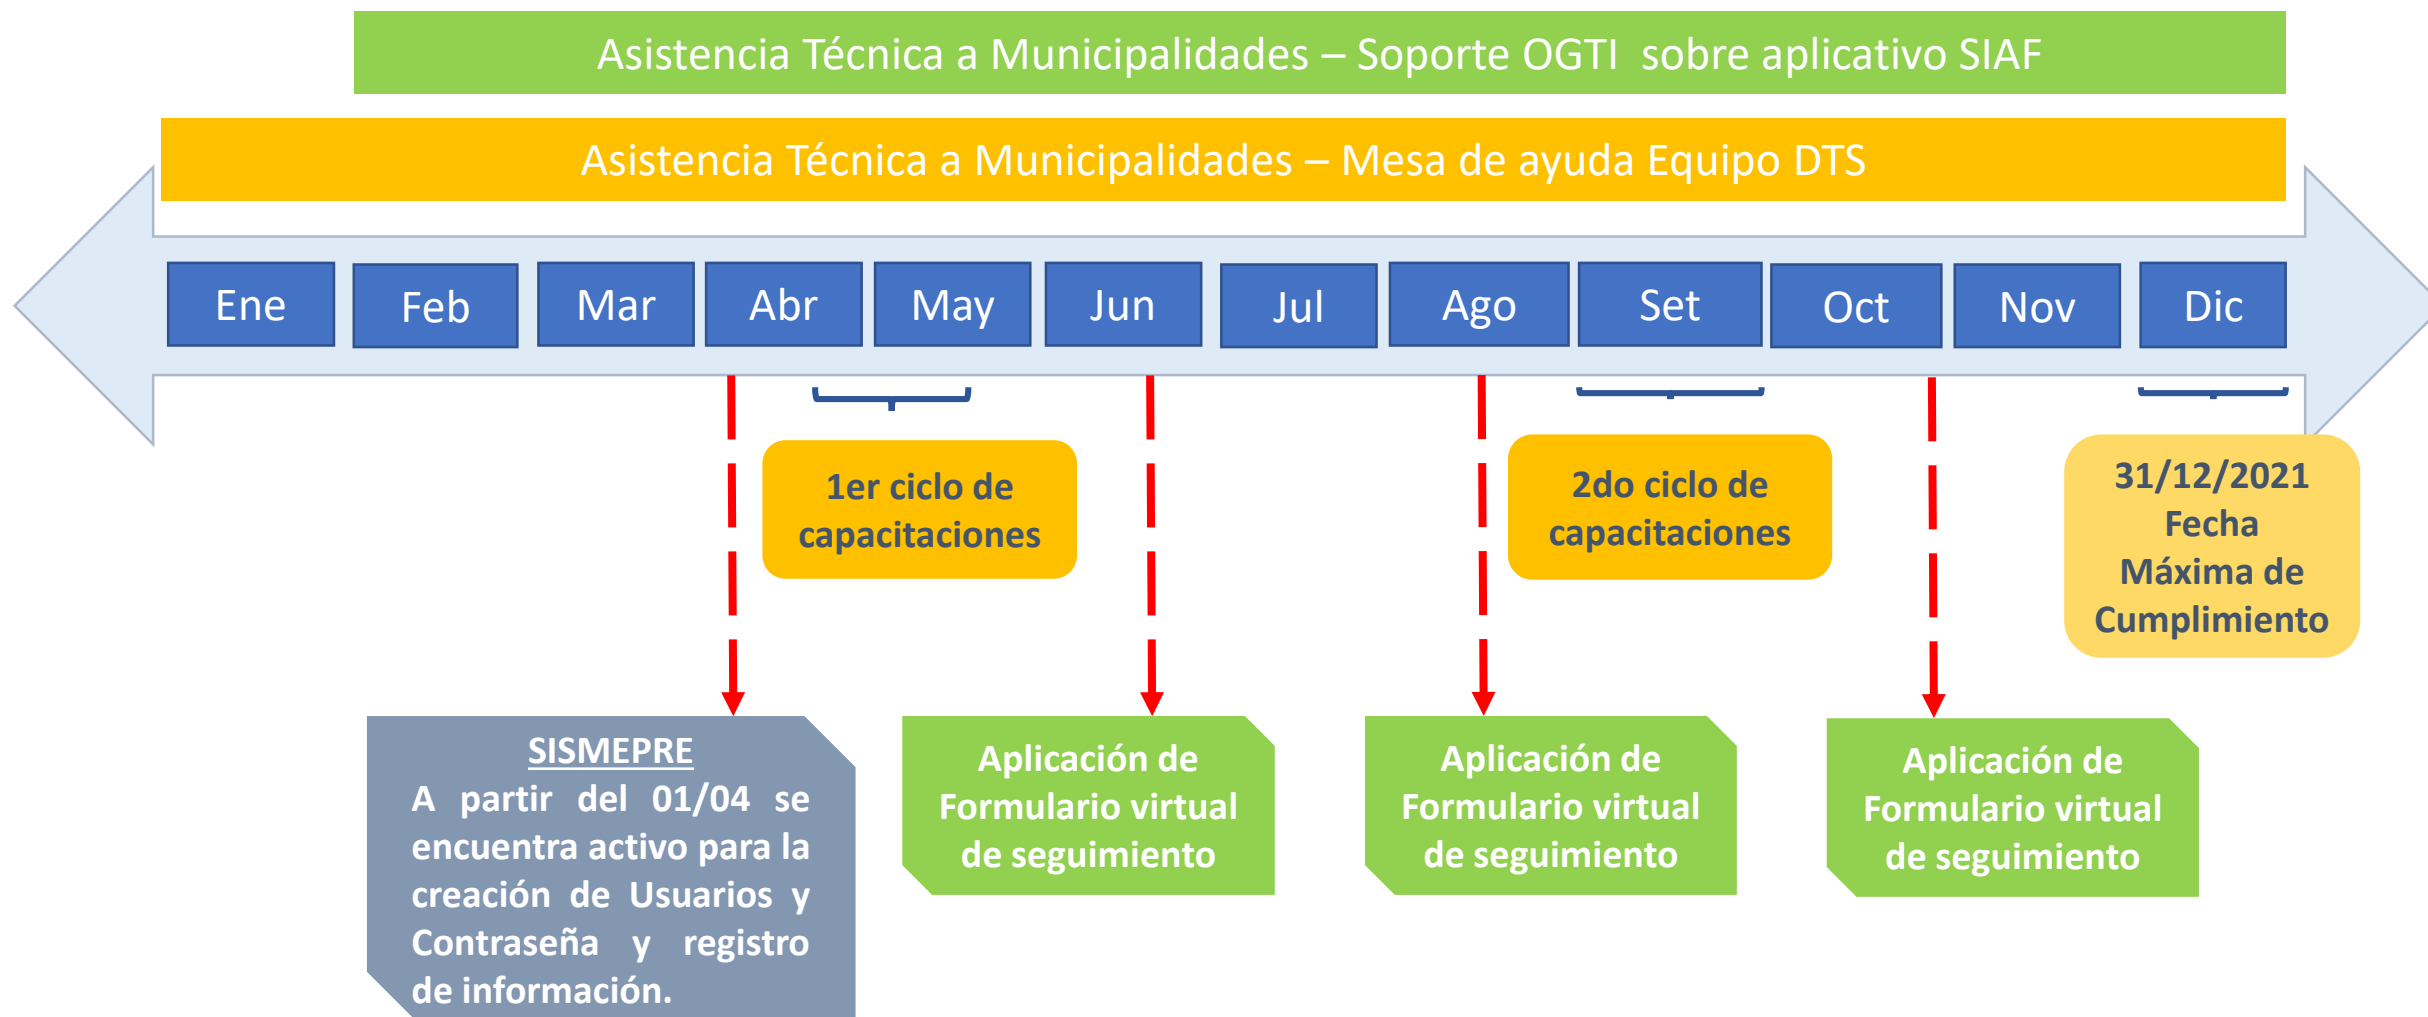 Asistencia Técnica a Municipalidades – Soporte OGTI sobre aplicativo SIAF
Asistencia Técnica a Municipalidades – Mesa de ayuda Equipo DTS
Ene Feb Mar Abr May Jun Jul Ago Set Oct Nov Dic
1er ciclo de
capacitaciones
2do ciclo de
capacitaciones
31/12/2021
Fecha
Máxima de
Cumplimiento
SISMEPRE
A partir del 01/04 se
encuentra activo para la
creación de Usuarios y
Contraseña y registro
de información.
Aplicación de
Formulario virtual
de seguimiento
Aplicación de
Formulario virtual
de seguimiento
Aplicación de
Formulario virtual
de seguimiento